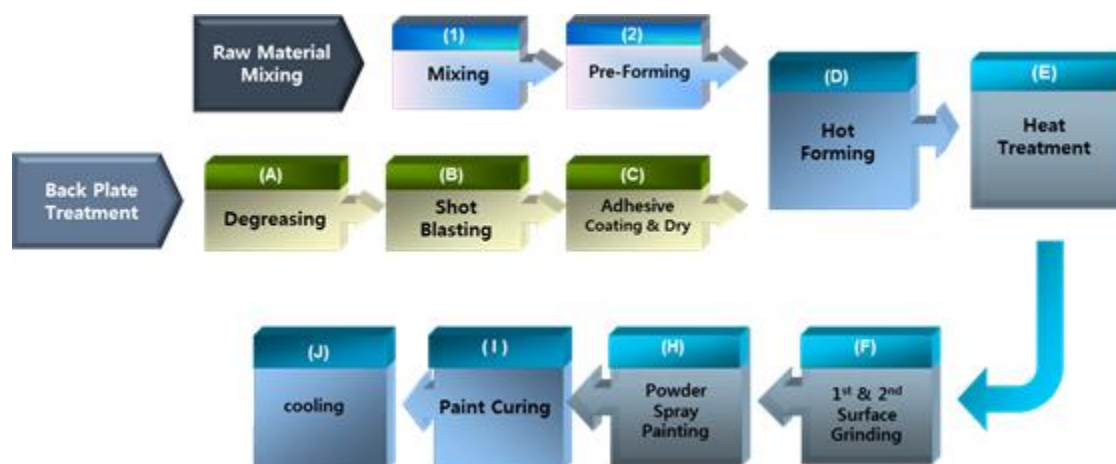 Raw Material
Mixing
(1)
Mixing
(2)
Pre-Forming
(D)
Hot
Forming
(E)
Heat
Treatment
Back Plate
Treatment
(A)
Degreasing
(B)
Shot
Blasting
(C)
Adhesive
Coating & Dry
(J)
cooling
(I)
Paint Curing
(H)
Powder
Spray
Painting
(F)
1st & 2nd
Surface
Grinding